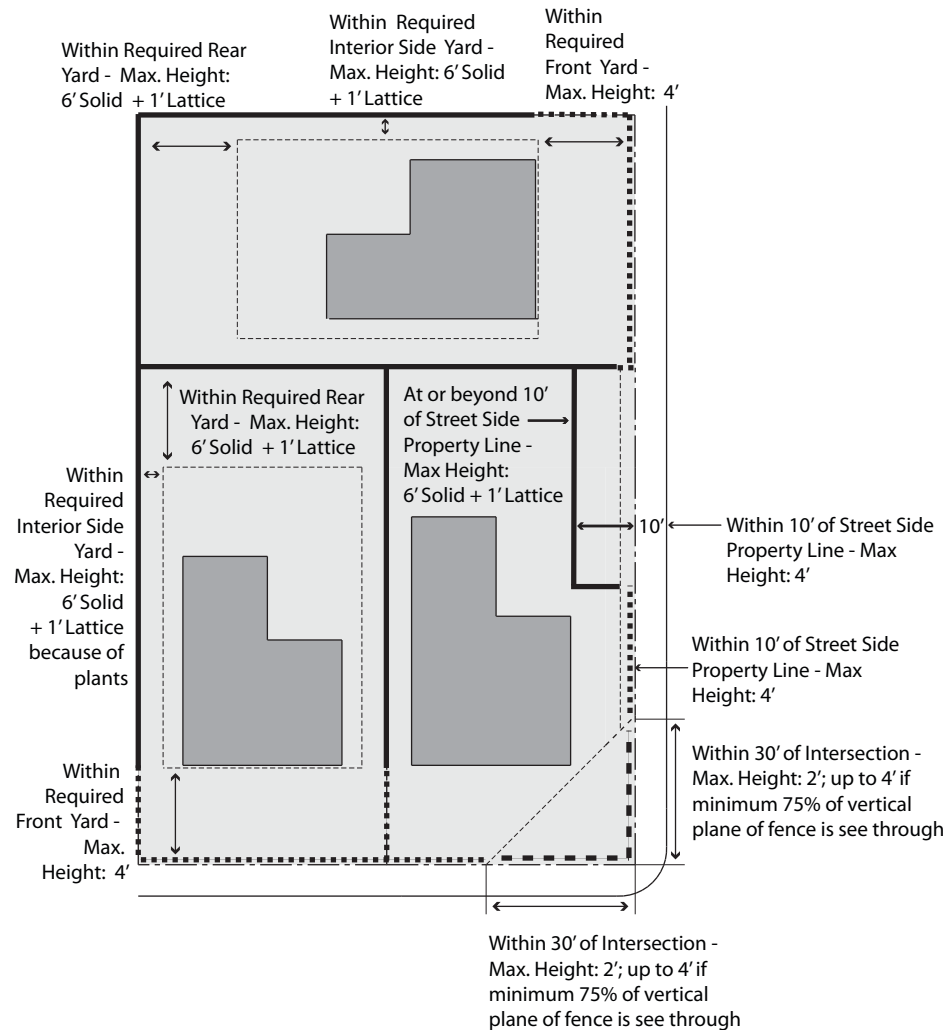 Within Required Rear
Yard - Max. Height:
6’ Solid + 1’ Lattice
Within Required
Interior Side Yard -
Max. Height: 6’ Solid
+ 1’ Lattice
Within
Required
Front Yard -
Max. Height: 4’
Within Required Rear
Yard - Max. Height:
6’ Solid + 1’ Lattice
At or beyond 10’
of Street Side
Property Line -
Max Height:
6’ Solid + 1’ Lattice
Within
Required
Interior Side
Yard -
Max. Height:
6’ Solid
+ 1’ Lattice
because of
plants
10’
Within 10’ of Street Side
Property Line - Max
Height: 4’
Within 10’ of Street Side
Property Line - Max
Height: 4’
Within
Required
Front Yard -
Max.
Height: 4’
Within 30’ of Intersection -
Max. Height: 2’; up to 4’ if
minimum 75% of vertical
plane of fence is see through
Within 30’ of Intersection -
Max. Height: 2’; up to 4’ if
minimum 75% of vertical
plane of fence is see through